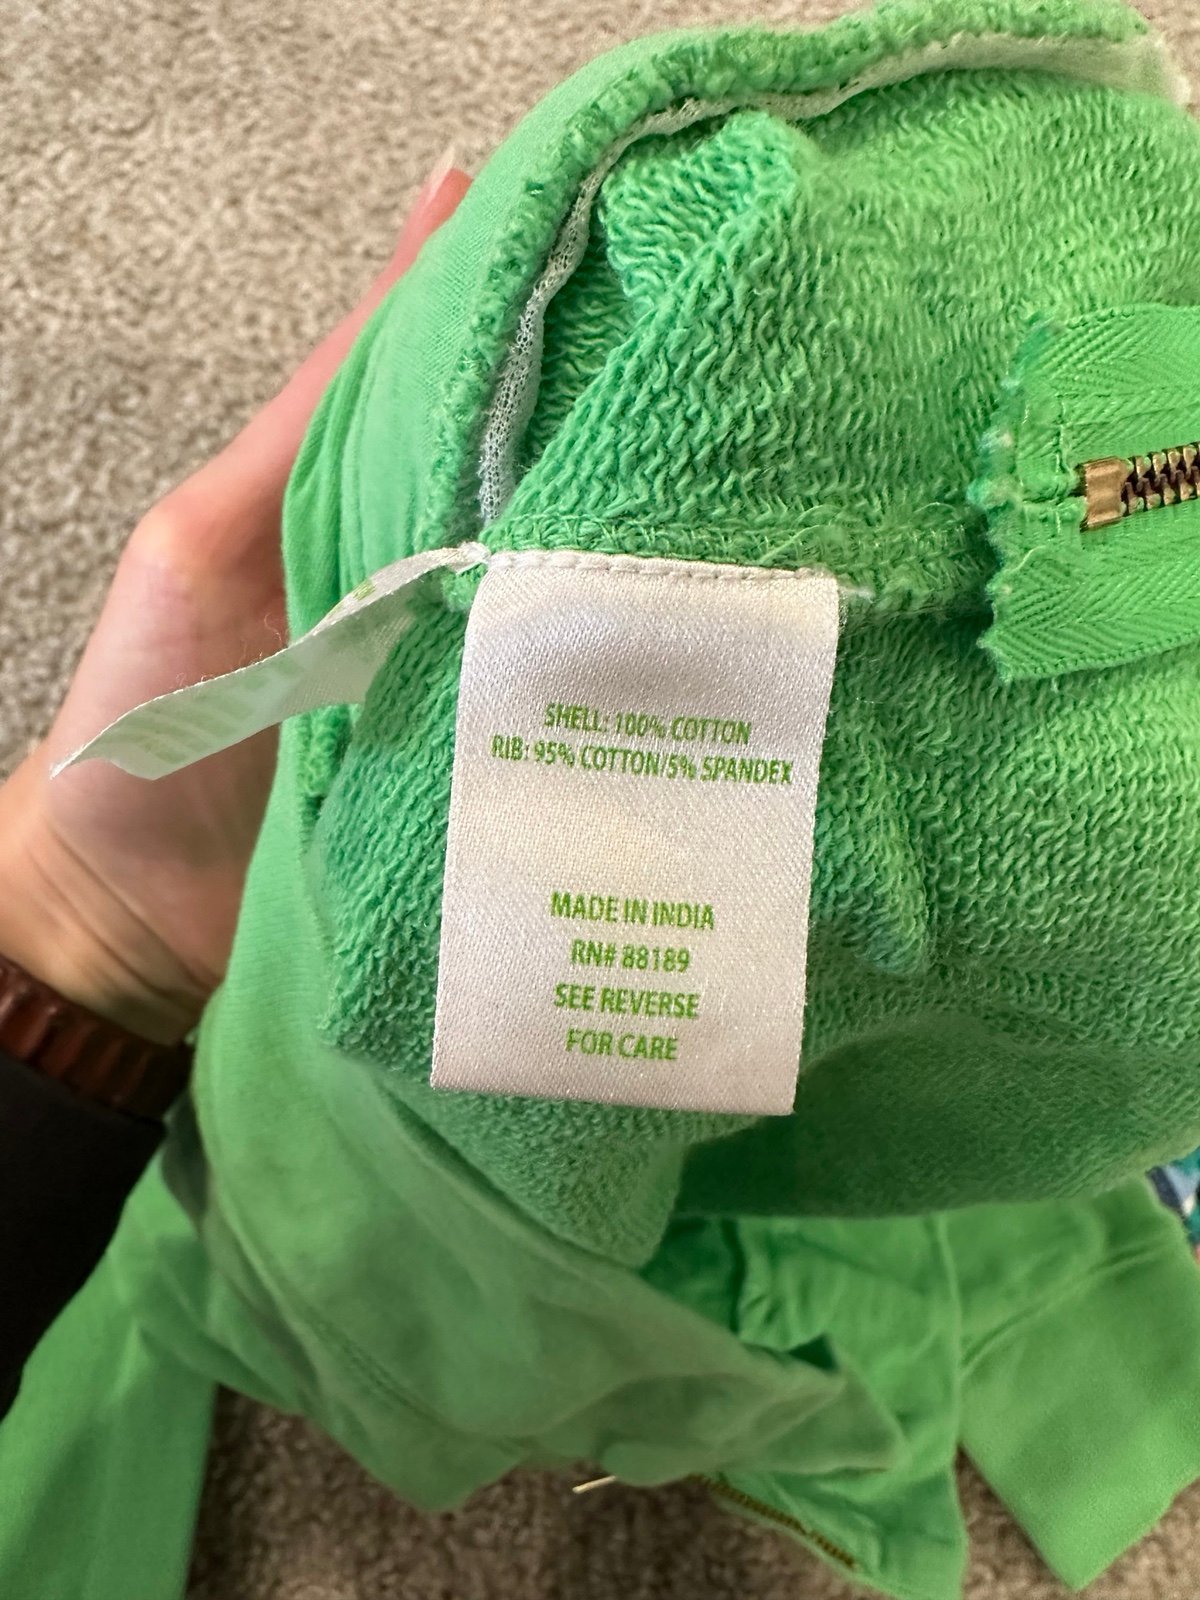 SHELL: 100% COTTON
RIB: 95% COTTON/5% SPANDEX
MADE IN INDIA
RN# 88189
SEE REVERSE
FOR CARE